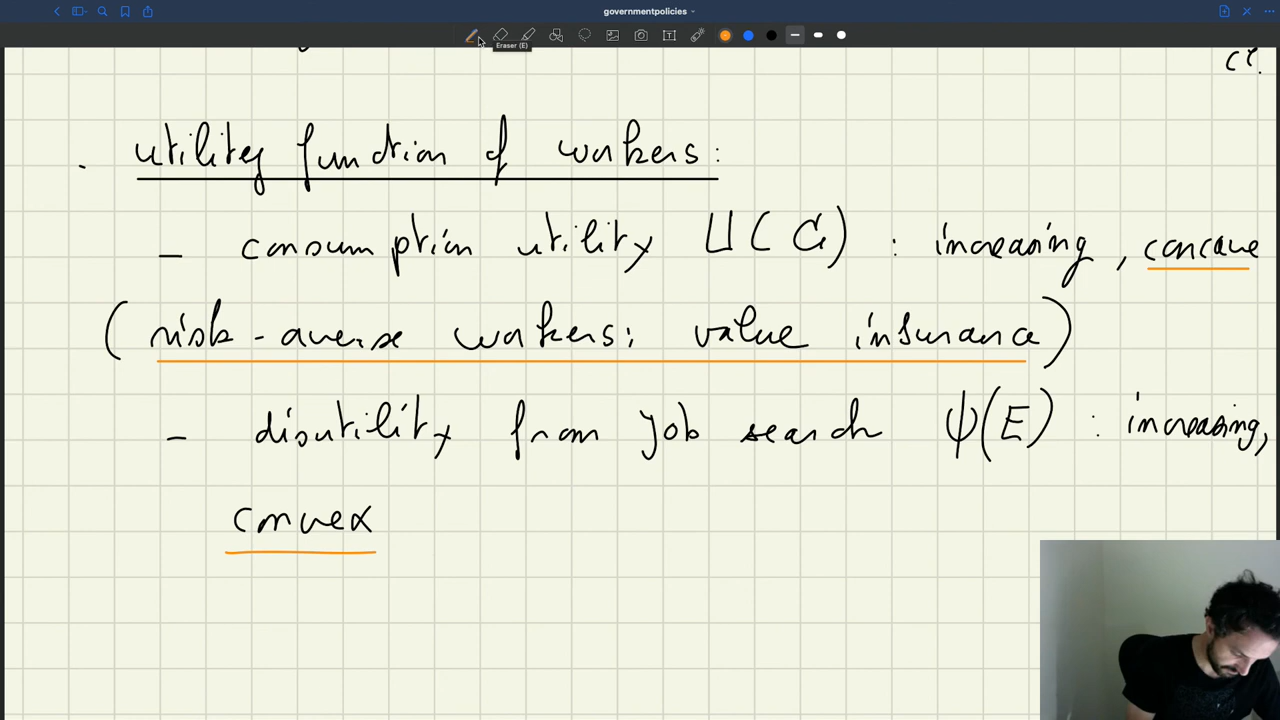 governmentpolicies
Eraser (E)
· utility function of workers:
- consumption utility U(C) : increasing, concave
(risk-averse workers; value insurance)
- disutility from job search ψ(E) : increasing,
convex